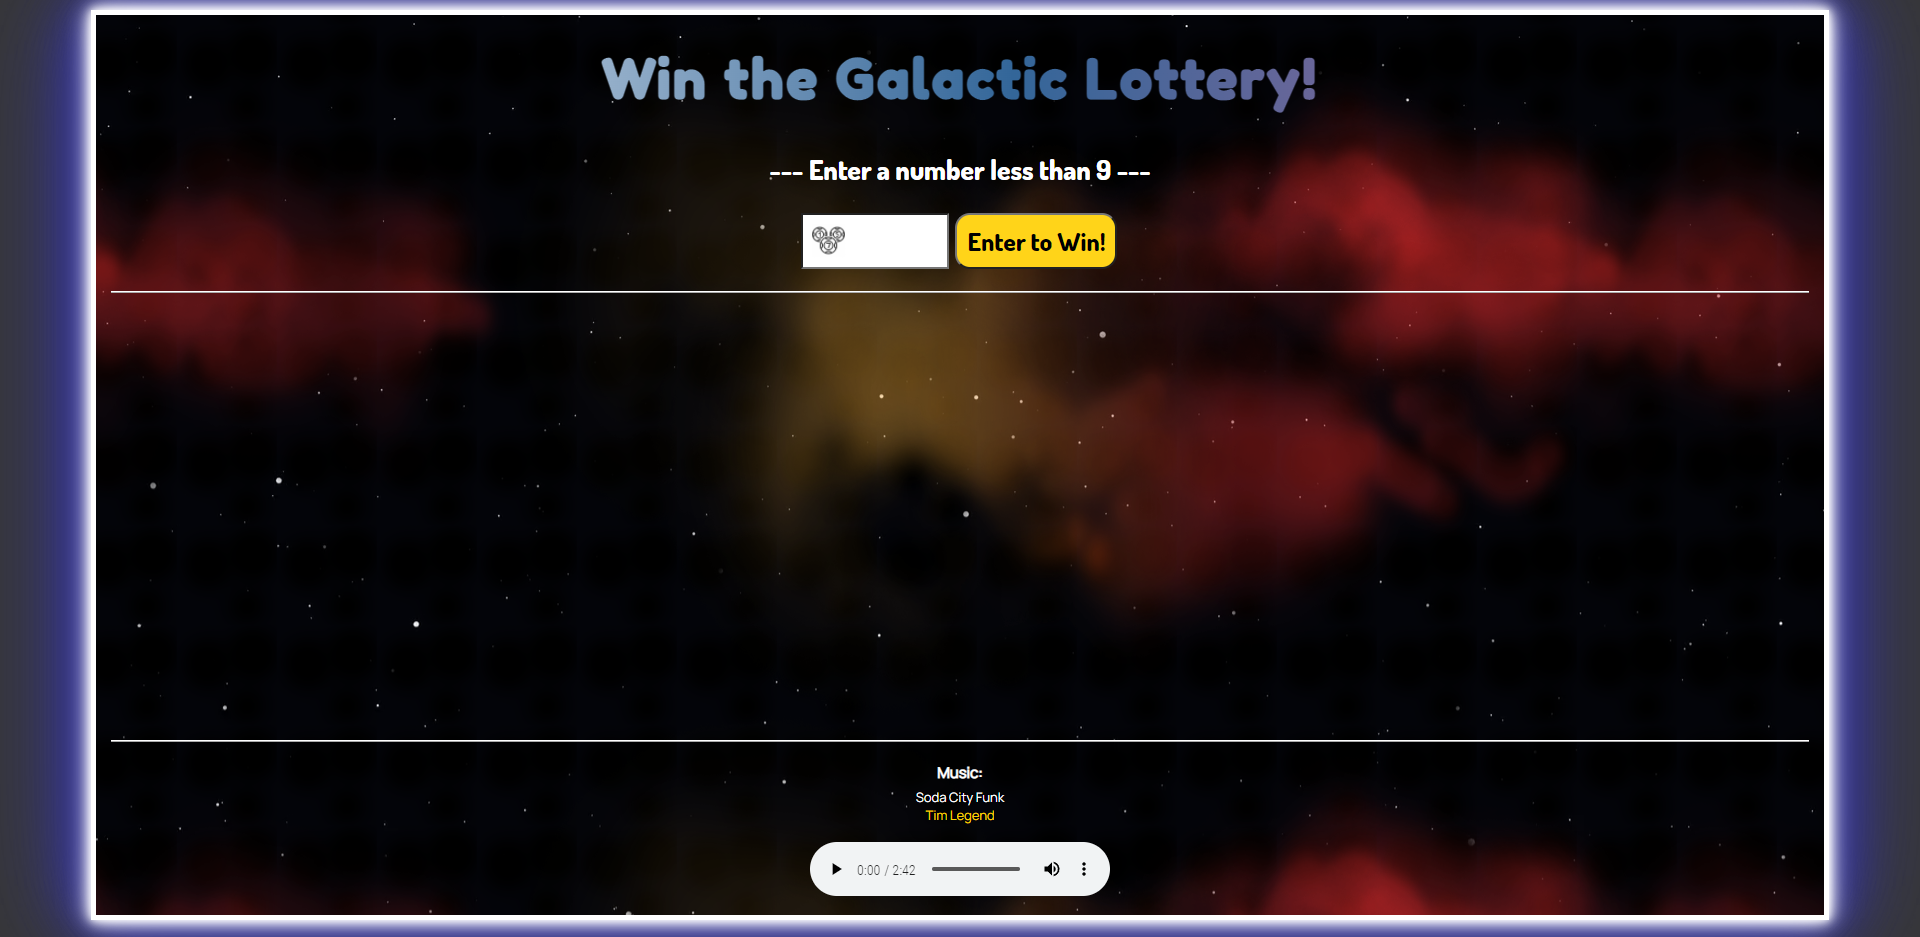 Win the Galactic Lottery!
--- Enter a number less than 9 ---
Enter to Win!
Music:
Soda City Funk
Tim Legend
0:00 / 2:42